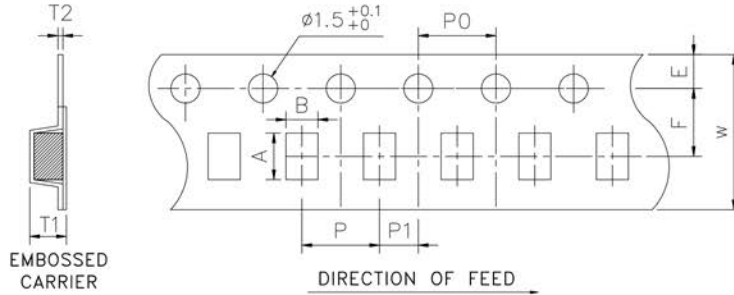 T2
ø1.5 +0.1 +0
P0
E
B
F
W
A
T1
P
P1
EMBOSSED
CARRIER
DIRECTION OF FEED